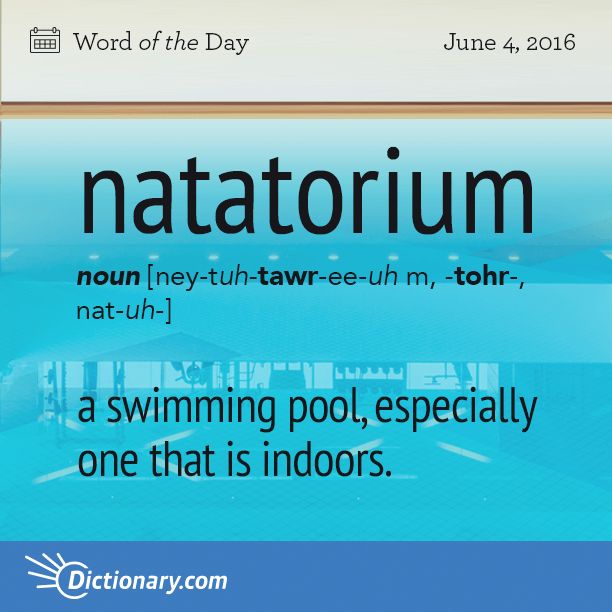 Word of the Day
June 4, 2016
natatorium
noun [ney-tuh-tawr-ee-uh m, -tohr-,
nat-uh-]
a swimming pool, especially
one that is indoors.
Dictionary.com